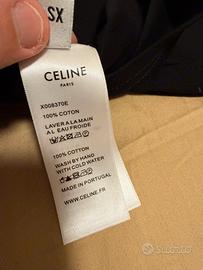 SX
CELINE
PARIS
X008370E
100% COTON
LAVER A LA MAIN
AL EAU FROIDE
100% COTTON
WASH BY HAND
WITH COLD WATER
MADE IN PORTUGAL
WWW.CELINE.FR
SUBITO